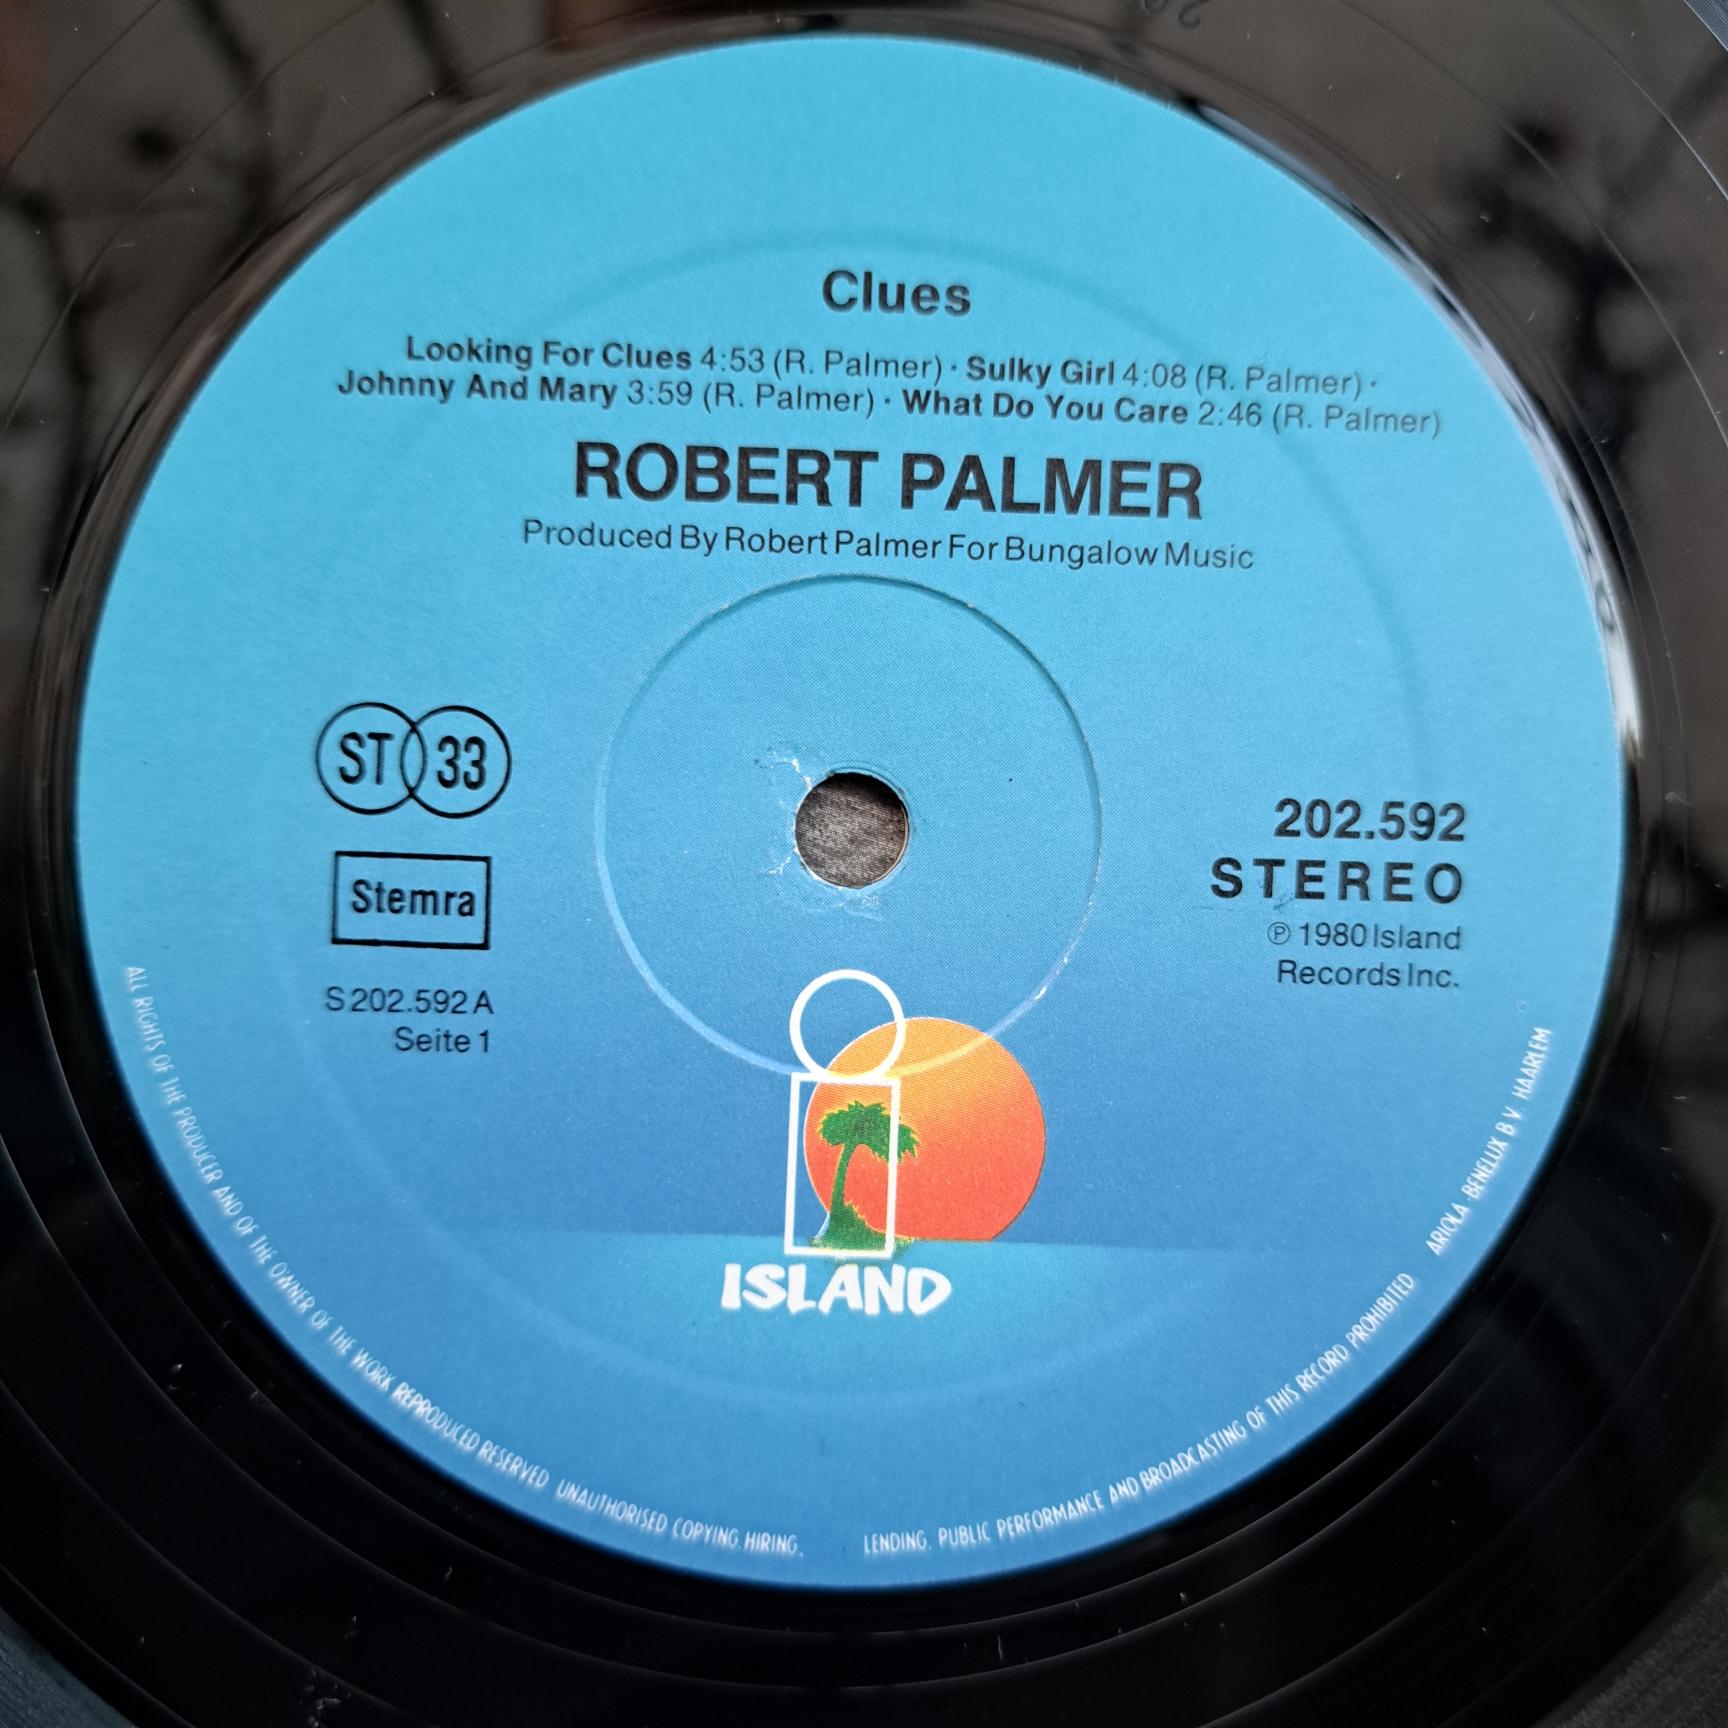 Clues
Looking For Clues 4:53 (R. Palmer) · Sulky Girl 4:08 (R. Palmer) ·
Johnny And Mary 3:59 (R. Palmer) · What Do You Care 2:46 (R. Palmer)
ROBERT PALMER
Produced By Robert Palmer For Bungalow Music
ST 33
Stemra
S 202.592 A
Seite 1
202.592
STEREO
℗ 1980 Island
Records Inc.
ISLAND
ALL RIGHTS OF THE PRODUCER AND OF THE OWNER OF THE WORK REPRODUCED RESERVED UNAUTHORISED COPYING, HIRING, LENDING, PUBLIC PERFORMANCE AND BROADCASTING OF THIS RECORD PROHIBITED ARIOLA-BENELUX B.V. HAARLEM